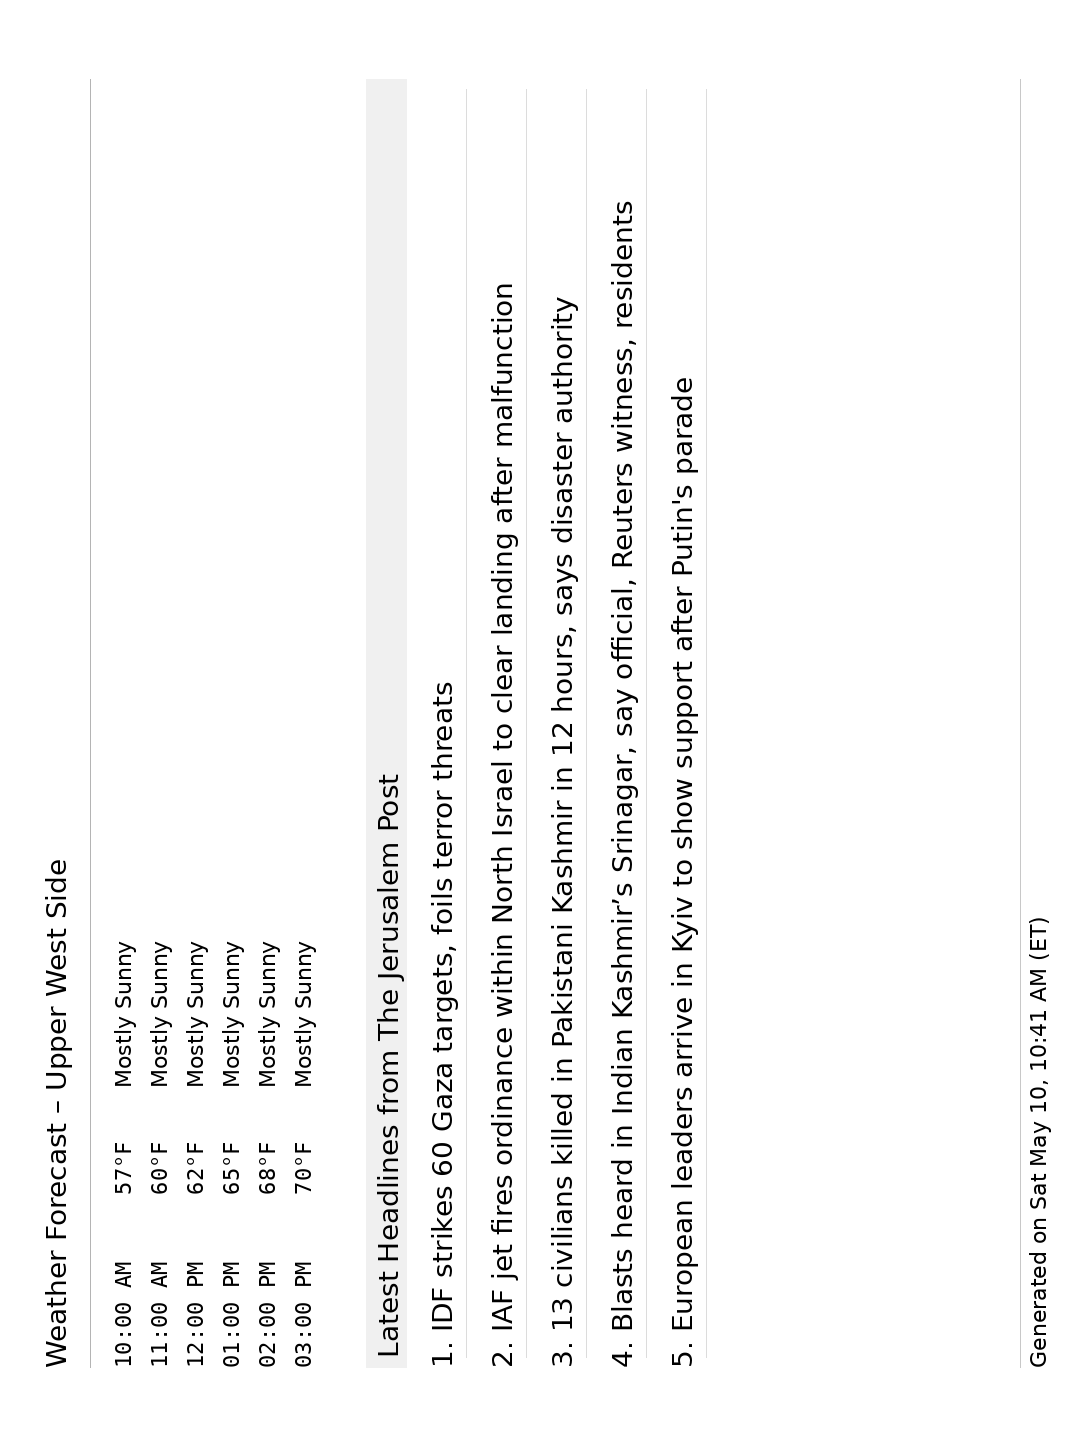 Weather Forecast – Upper West Side
10:00 AM 57°F Mostly Sunny
11:00 AM 60°F Mostly Sunny
12:00 PM 62°F Mostly Sunny
01:00 PM 65°F Mostly Sunny
02:00 PM 68°F Mostly Sunny
03:00 PM 70°F Mostly Sunny
Latest Headlines from The Jerusalem Post
1. IDF strikes 60 Gaza targets, foils terror threats
2. IAF jet fires ordinance within North Israel to clear landing after malfunction
3. 13 civilians killed in Pakistani Kashmir in 12 hours, says disaster authority
4. Blasts heard in Indian Kashmir’s Srinagar, say official, Reuters witness, residents
5. European leaders arrive in Kyiv to show support after Putin's parade
Generated on Sat May 10, 10:41 AM (ET)